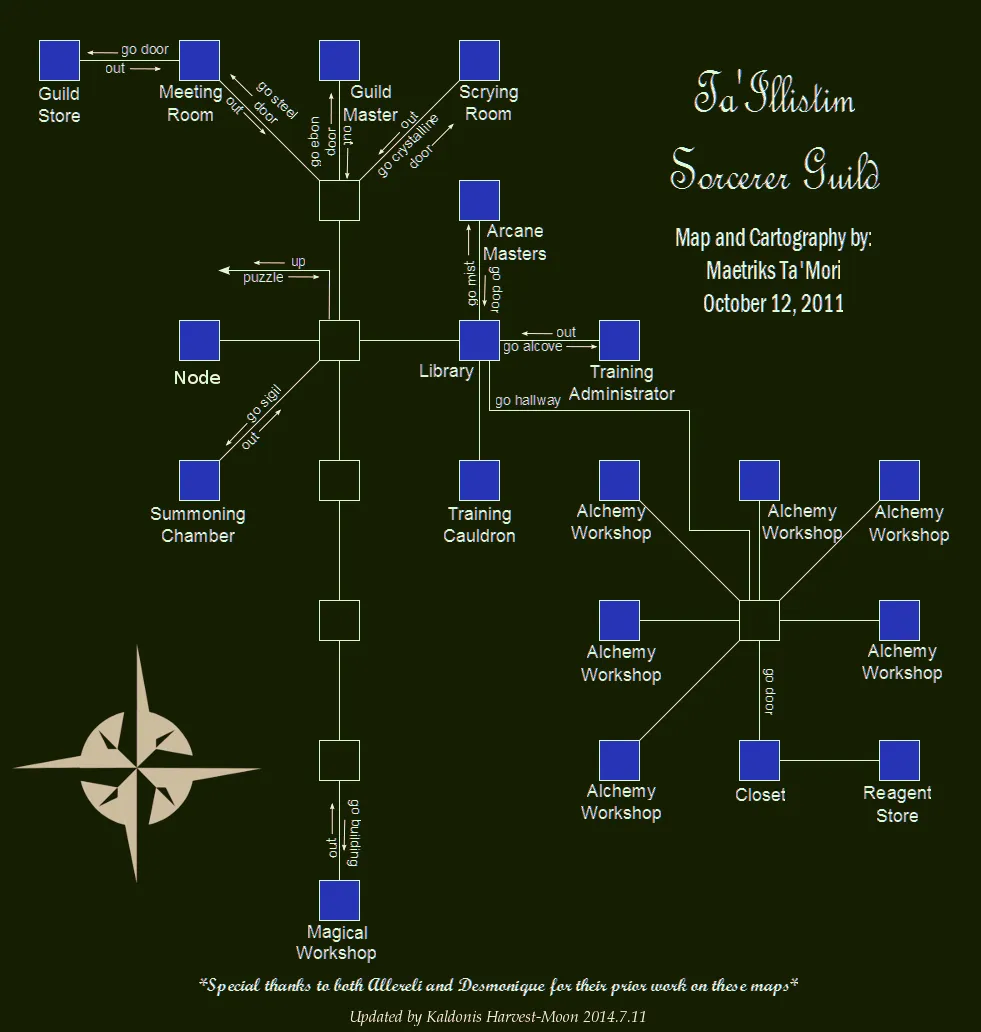 Ta'Illistim
Sorcerer Guild
Map and Cartography by:
Maetriks Ta'Mori
October 12, 2011
go door
out
Guild
Store
Meeting
Room
go steel
door
out
Guild
Master
go ebon
door
out
Scrying
Room
out
go crystalline
door
Arcane
Masters
go mist
go door
up
puzzle
Node
Library
out
go alcove
Training
Administrator
go hallway
go sigil
out
Summoning
Chamber
Training
Cauldron
Alchemy
Workshop
Alchemy
Workshop
Alchemy
Workshop
Alchemy
Workshop
Alchemy
Workshop
go door
Alchemy
Workshop
Closet
Reagent
Store
out
go building
Magical
Workshop
*Special thanks to both Allereli and Desmonique for their prior work on these maps*
Updated by Kaldonis Harvest-Moon 2014.7.11